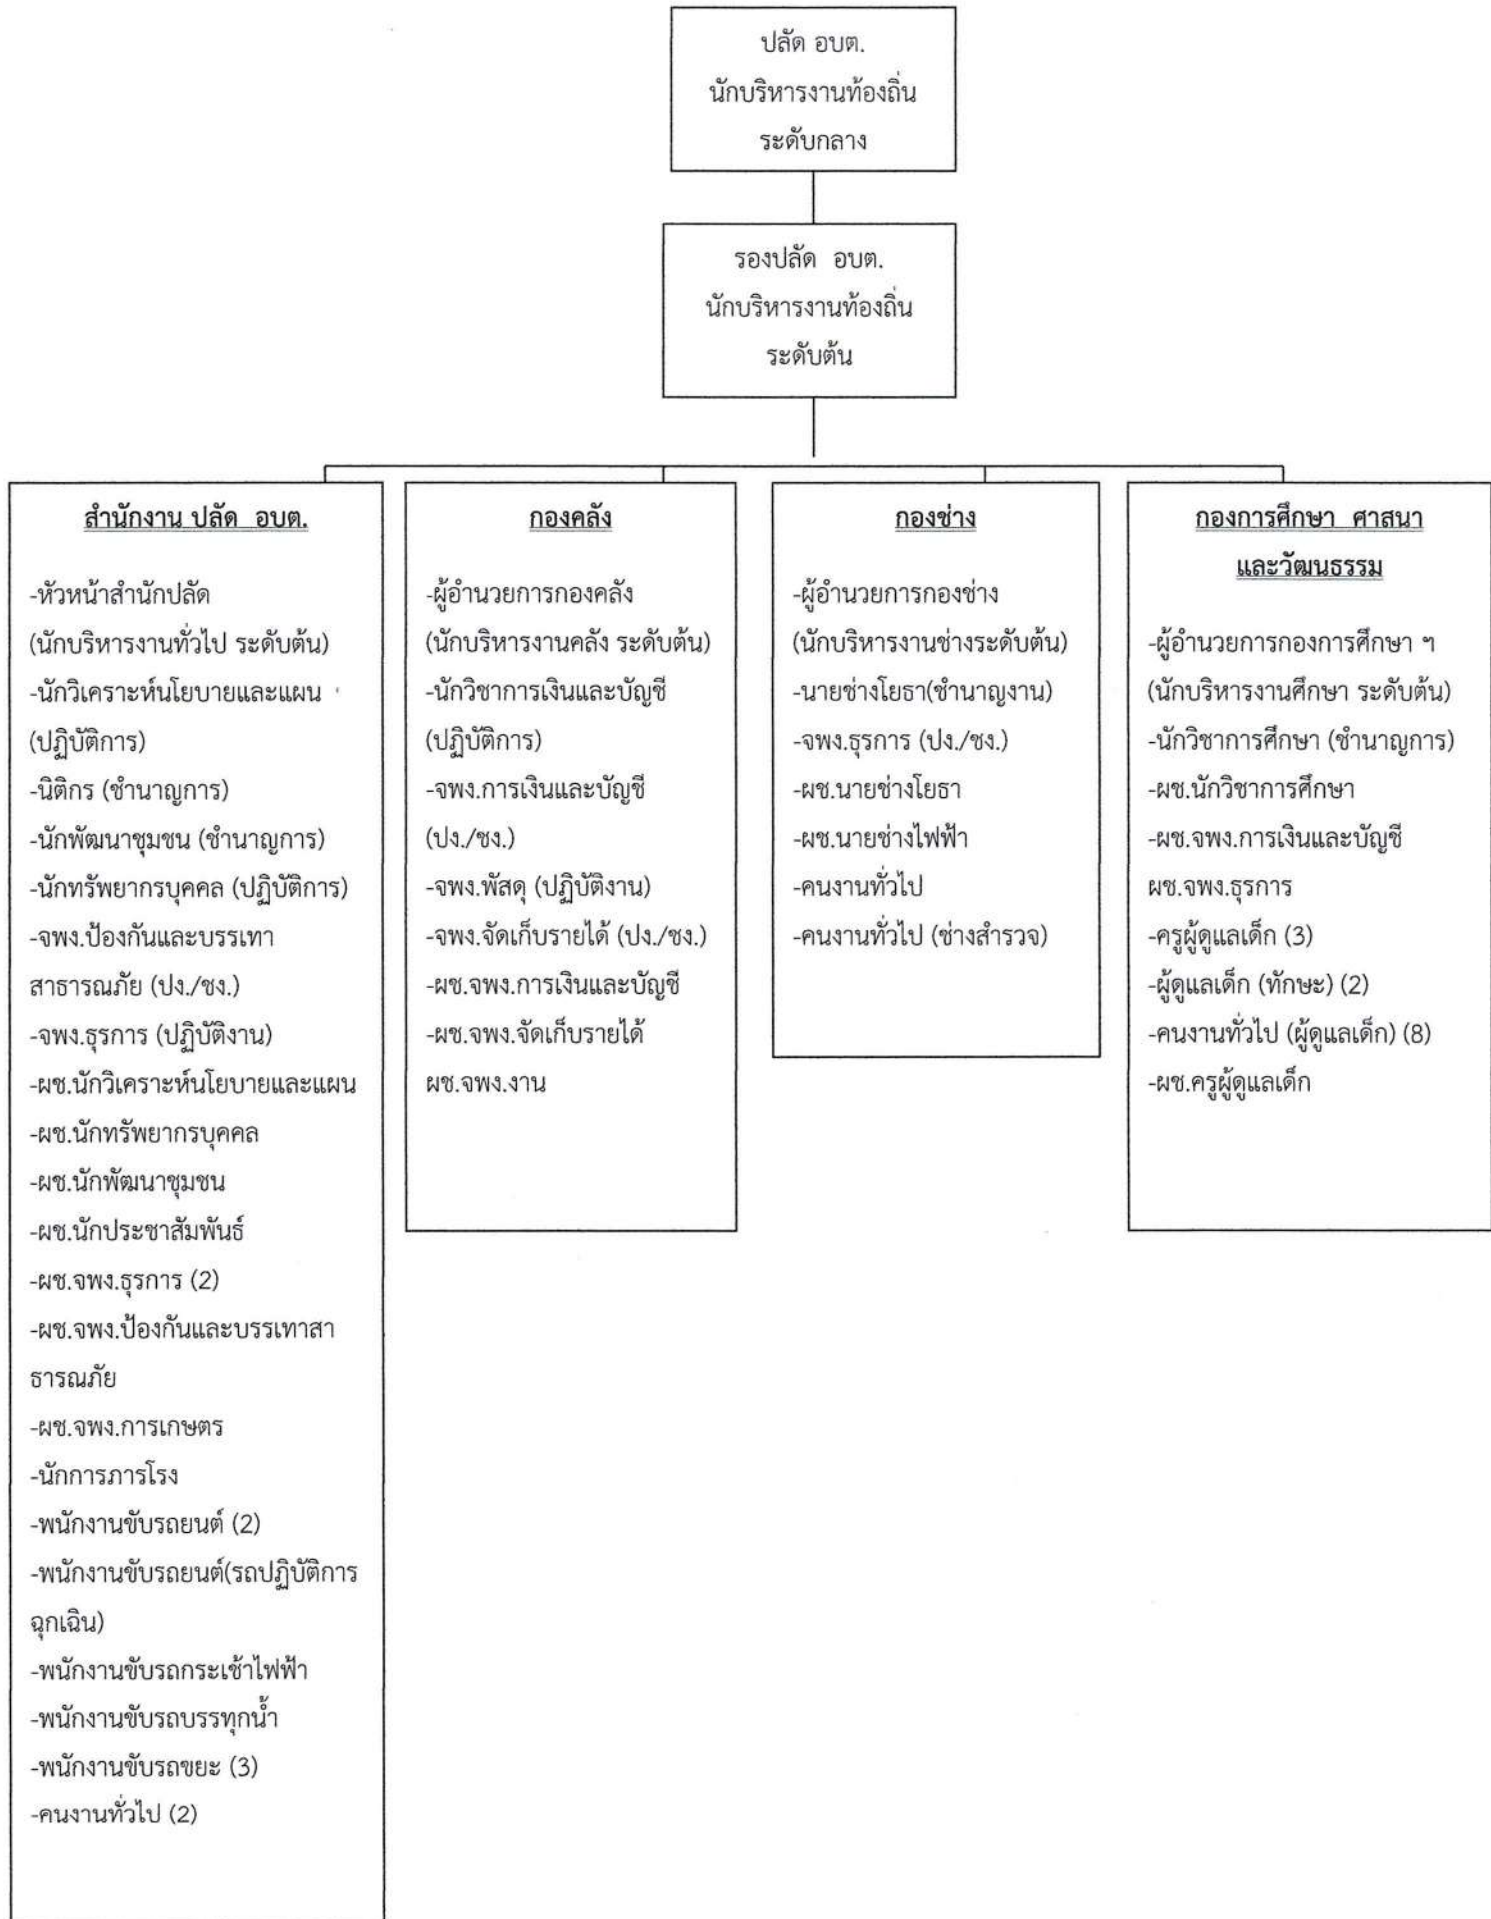 ปลัด อบต.
นักบริหารงานท้องถิ่น
ระดับกลาง
รองปลัด อบต.
นักบริหารงานท้องถิ่น
ระดับต้น
สำนักงาน ปลัด อบต.
-หัวหน้าสำนักปลัด
(นักบริหารงานทั่วไป ระดับต้น)
-นักวิเคราะห์นโยบายและแผน
(ปฏิบัติการ)
-นิติกร (ชำนาญการ)
-นักพัฒนาชุมชน (ชำนาญการ)
-นักทรัพยากรบุคคล (ปฏิบัติการ)
-จพง.ป้องกันและบรรเทา
สาธารณภัย (ปง./ชง.)
-จพง.ธุรการ (ปฏิบัติงาน)
-ผช.นักวิเคราะห์นโยบายและแผน
-ผช.นักทรัพยากรบุคคล
-ผช.นักพัฒนาชุมชน
-ผช.นักประชาสัมพันธ์
-ผช.จพง.ธุรการ (2)
-ผช.จพง.ป้องกันและบรรเทาสา
ธารณภัย
-ผช.จพง.การเกษตร
-นักการภารโรง
-พนักงานขับรถยนต์ (2)
-พนักงานขับรถยนต์(รถปฏิบัติการ
ฉุกเฉิน)
-พนักงานขับรถกระเช้าไฟฟ้า
-พนักงานขับรถบรรทุกน้ำ
-พนักงานขับรถขยะ (3)
-คนงานทั่วไป (2)
กองคลัง
-ผู้อำนวยการกองคลัง
(นักบริหารงานคลัง ระดับต้น)
-นักวิชาการเงินและบัญชี
(ปฏิบัติการ)
-จพง.การเงินและบัญชี
(ปง./ชง.)
-จพง.พัสดุ (ปฏิบัติงาน)
-จพง.จัดเก็บรายได้ (ปง./ชง.)
-ผช.จพง.การเงินและบัญชี
-ผช.จพง.จัดเก็บรายได้
ผช.จพง.งาน
กองช่าง
-ผู้อำนวยการกองช่าง
(นักบริหารงานช่างระดับต้น)
-นายช่างโยธา(ชำนาญงาน)
-จพง.ธุรการ (ปง./ชง.)
-ผช.นายช่างโยธา
-ผช.นายช่างไฟฟ้า
-คนงานทั่วไป
-คนงานทั่วไป (ช่างสำรวจ)
กองการศึกษา ศาสนา
และวัฒนธรรม
-ผู้อำนวยการกองการศึกษา ฯ
(นักบริหารงานศึกษา ระดับต้น)
-นักวิชาการศึกษา (ชำนาญการ)
-ผช.นักวิชาการศึกษา
-ผช.จพง.การเงินและบัญชี
ผช.จพง.ธุรการ
-ครูผู้ดูแลเด็ก (3)
-ผู้ดูแลเด็ก (ทักษะ) (2)
-คนงานทั่วไป (ผู้ดูแลเด็ก) (8)
-ผช.ครูผู้ดูแลเด็ก